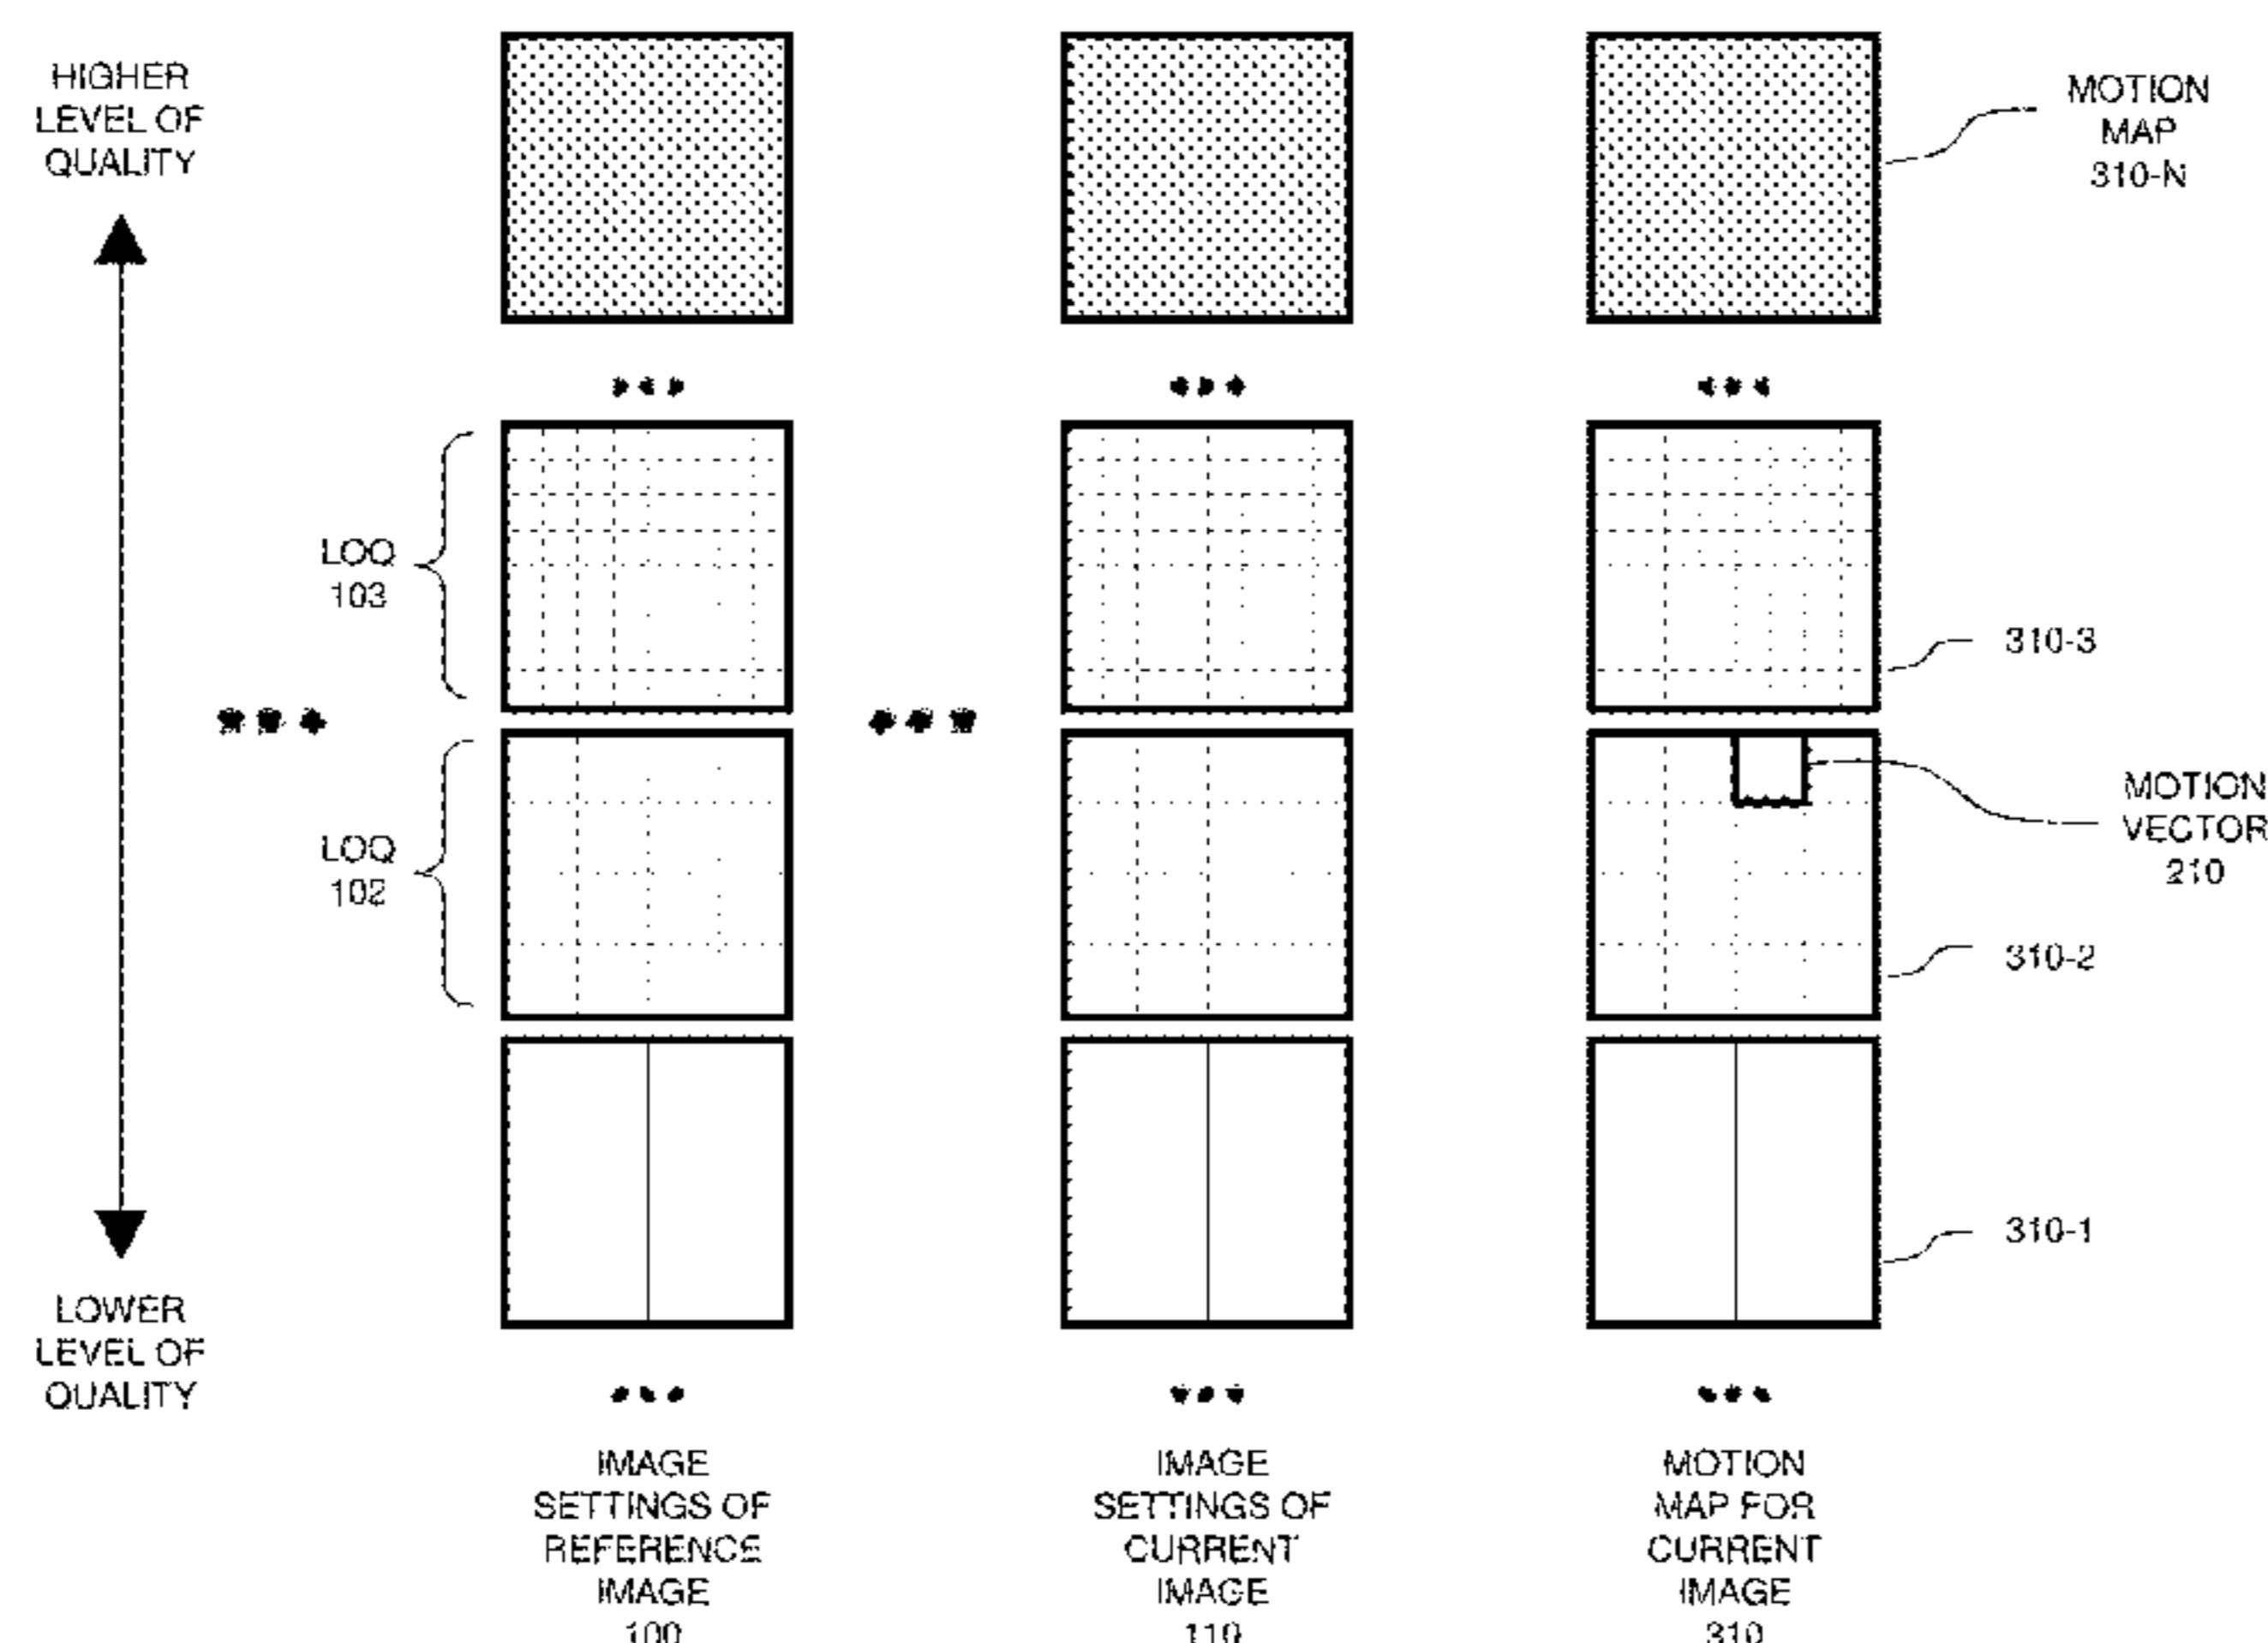 HIGHER
LEVEL OF
QUALITY
MOTION
MAP
310-N
LOQ
103
310-3
LOQ
102
MOTION
VECTOR
210
310-2
310-1
LOWER
LEVEL OF
QUALITY
IMAGE
SETTINGS OF
REFERENCE
IMAGE
100
IMAGE
SETTINGS OF
CURRENT
IMAGE
110
MOTION
MAP FOR
CURRENT
IMAGE
310